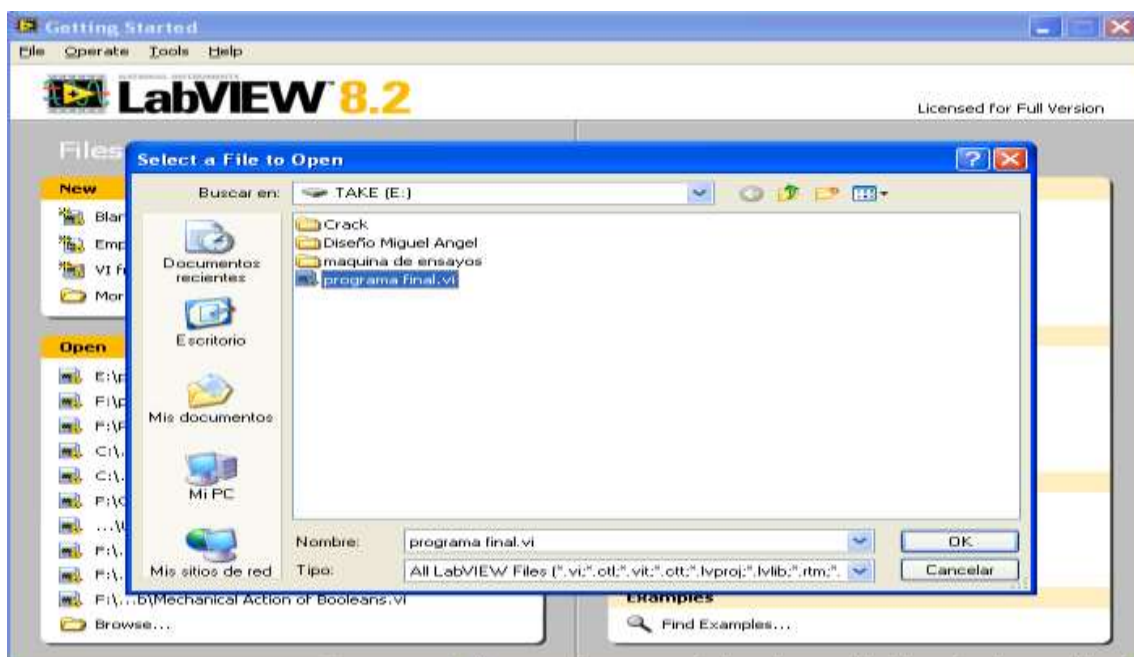 Getting Started
File Operate Tools Help
NATIONAL INSTRUMENTS
LabVIEW 8.2
Licensed for Full Version
Files
Select a File to Open
New
Buscar en: TAKE (E:)
Crack
Diseño Miguel Angel
maquina de ensayos
programa final.vi
Documentos recientes
Escritorio
Mis documentos
Mi PC
Mis sitios de red
Open
E:\p
F:\p
F:\F
C:\.
C:\.
F:\.
F:\.
Nombre: programa final.vi
OK
Tipo: All LabVIEW Files (*.vi;*.ctl;*.vit;*.ctt;*.lvproj;*.lvlib;*.rtm;*.
Cancelar
F:\...b\Mechanical Action of Booleans.vi
Browse...
Examples
Find Examples...